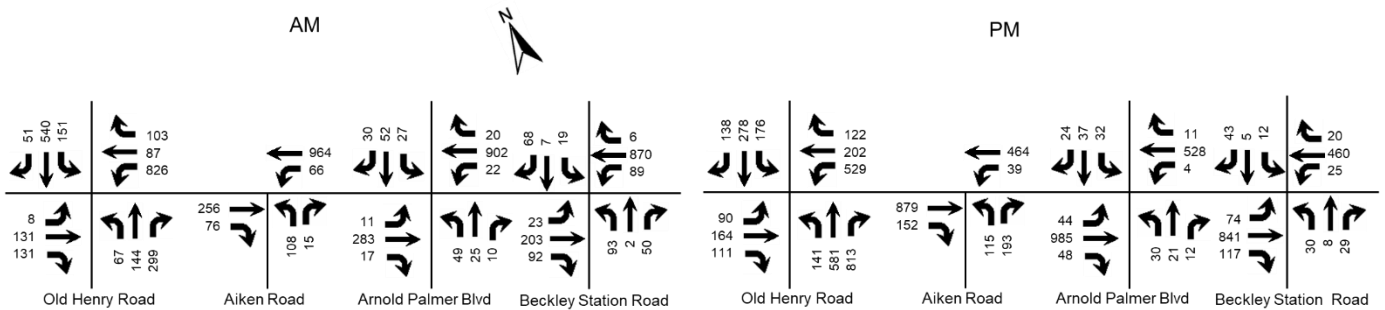 AM
N
PM
51 540 151
103
87
826
8
131
131
67 144 299
Old Henry Road
964
66
256
76
108 15
Aiken Road
30 52 27
20
902
22
11
283
17
49 25 10
Arnold Palmer Blvd
68 7 19
6
870
89
23
203
92
93 2 50
Beckley Station Road
138 278 176
122
202
529
90
164
111
141 581 813
Old Henry Road
464
39
879
152
115 193
Aiken Road
24 37 32
11
528
4
44
985
48
30 21 12
Arnold Palmer Blvd
43 5 12
20
460
25
74
841
117
30 8 29
Beckley Station Road